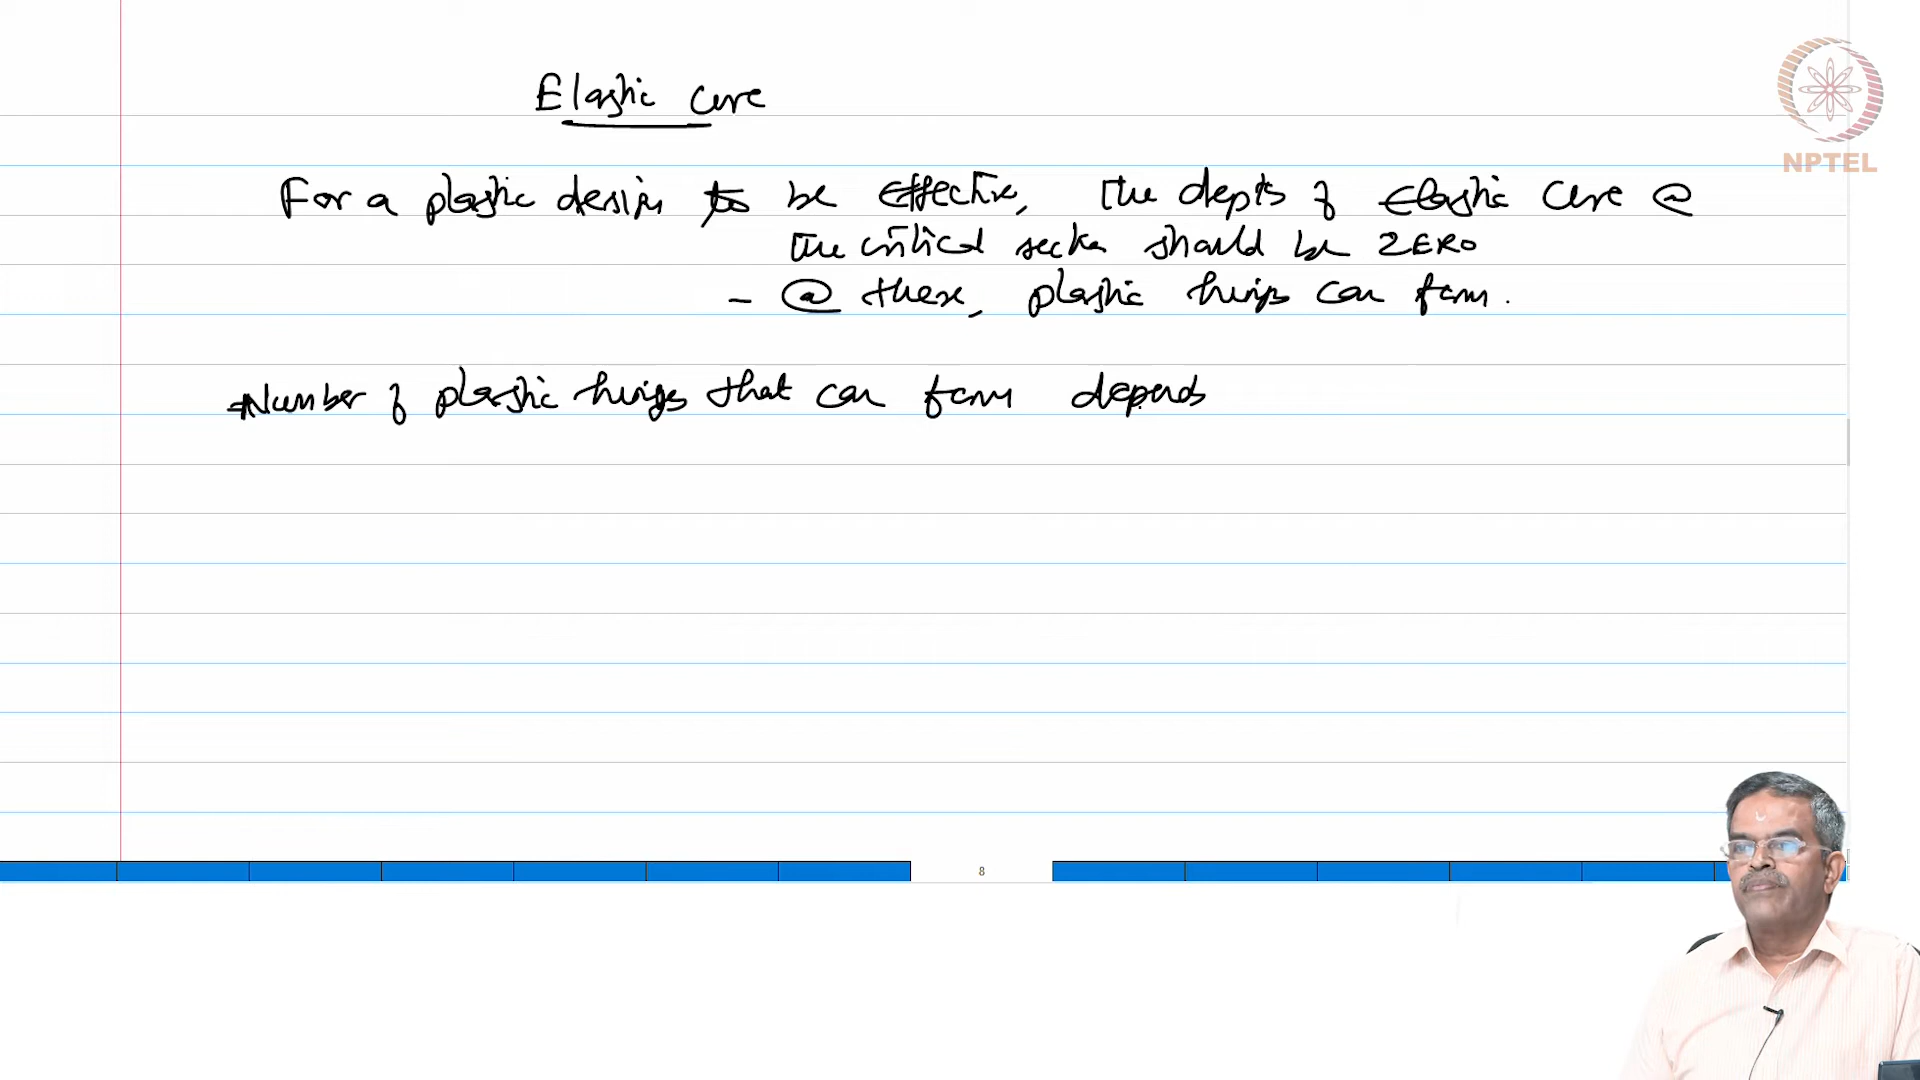 Elastic core
NPTEL
For a plastic design to be effective, the depth of Elastic core @
the critical section should be ZERO
- @ these, plastic hinges can form.
Number of plastic hinges that can form depends
8